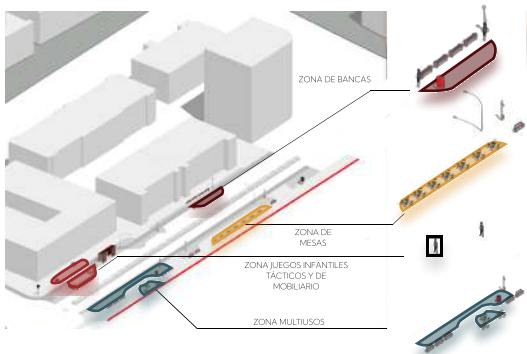 ZONA DE BANCAS
ZONA DE
MESAS
ZONA JUEGOS INFANTILES
TÁCTICOS Y DE
MOBILIARIO
ZONA MULTIUSOS